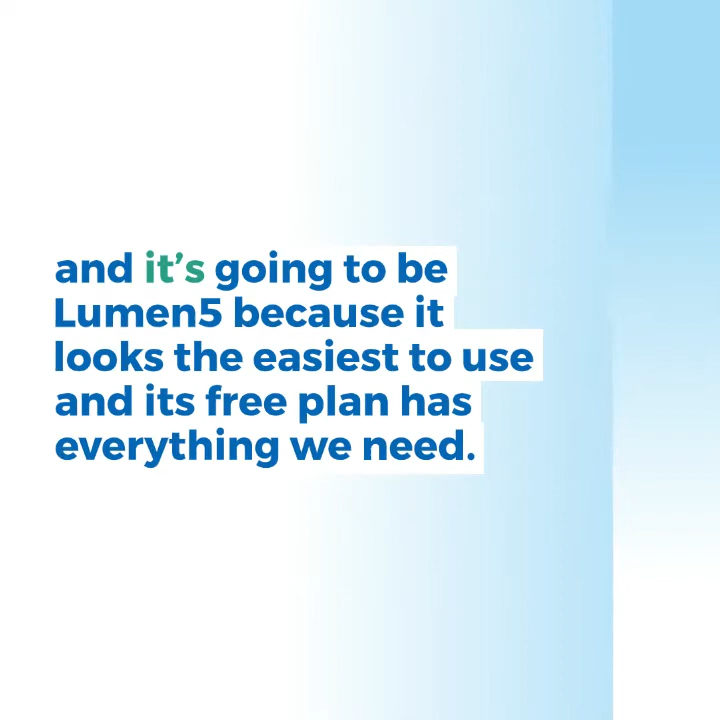 and it’s going to be
Lumen5 because it
looks the easiest to use
and its free plan has
everything we need.